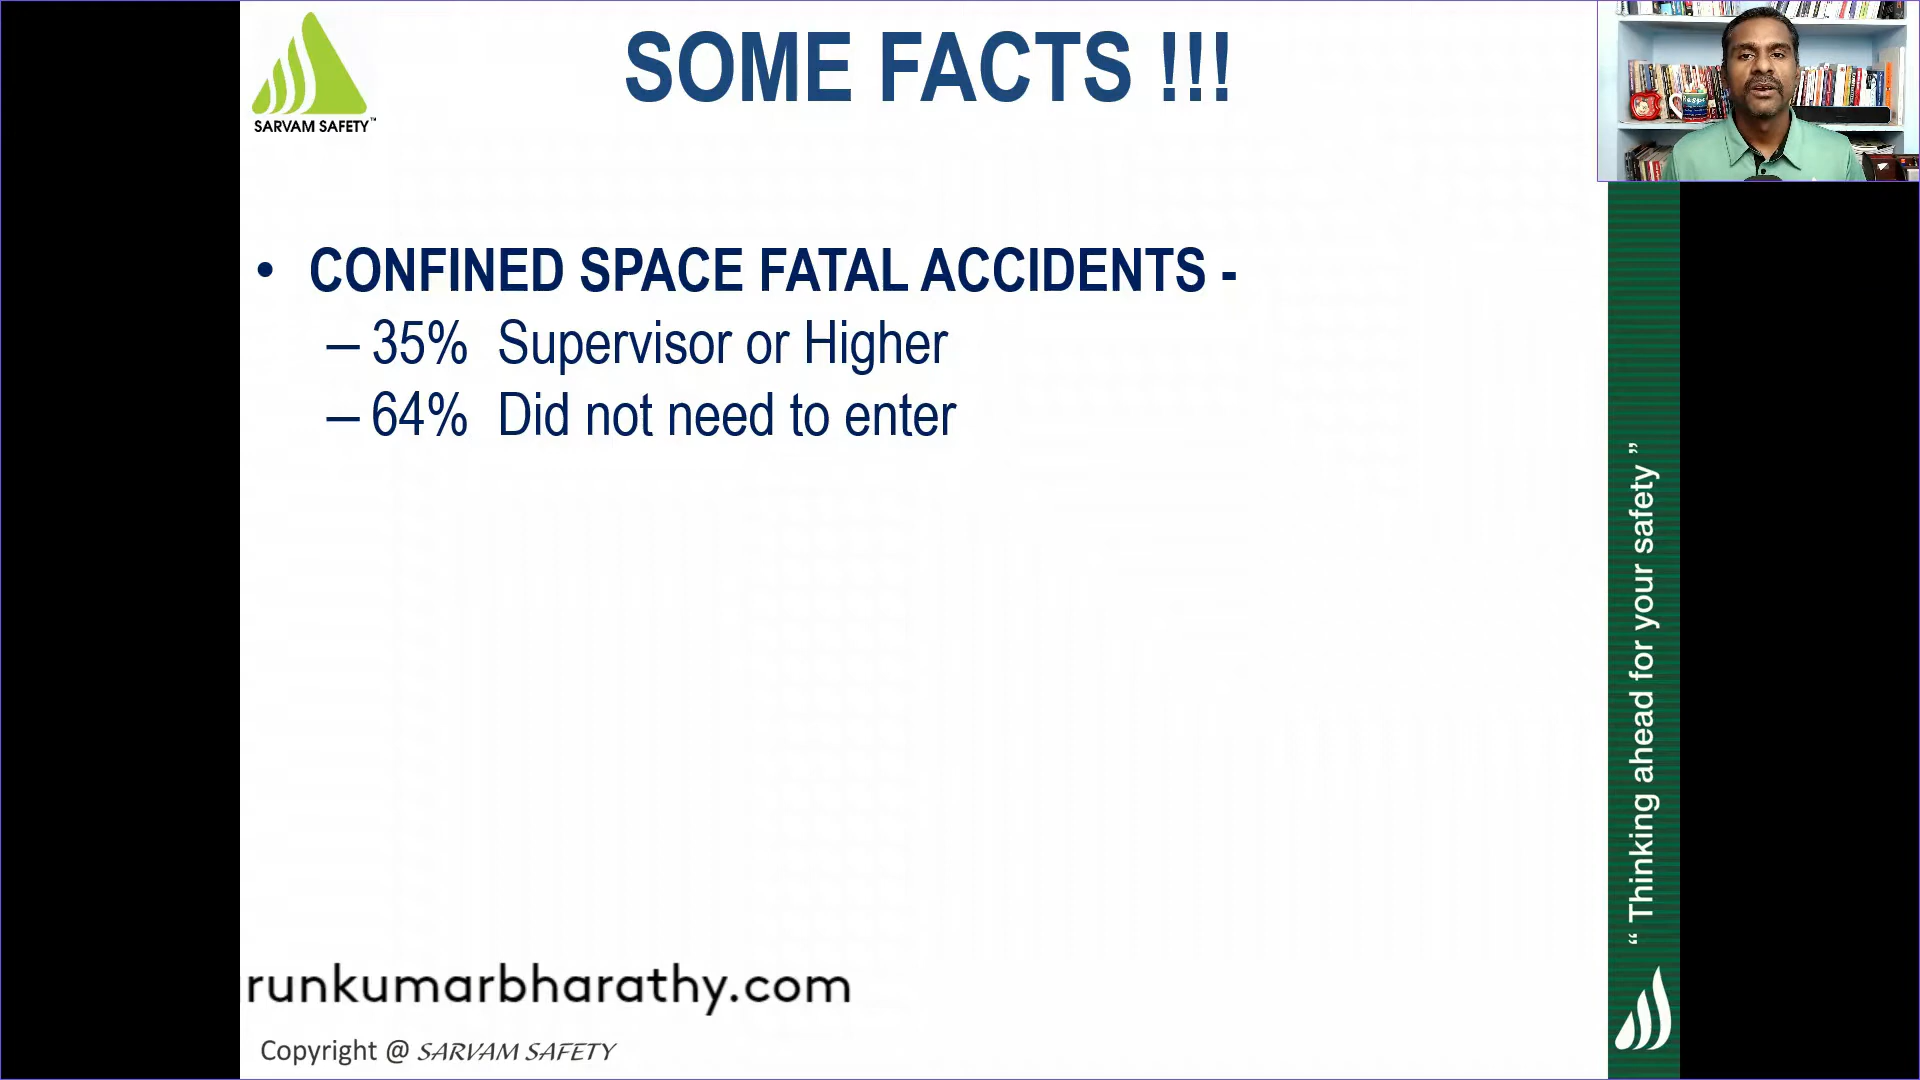 SARVAM SAFETY™
SOME FACTS !!!
• CONFINED SPACE FATAL ACCIDENTS -
– 35% Supervisor or Higher
– 64% Did not need to enter
“ Thinking ahead for your safety ”
runkumarbharathy.com
Copyright @ SARVAM SAFETY